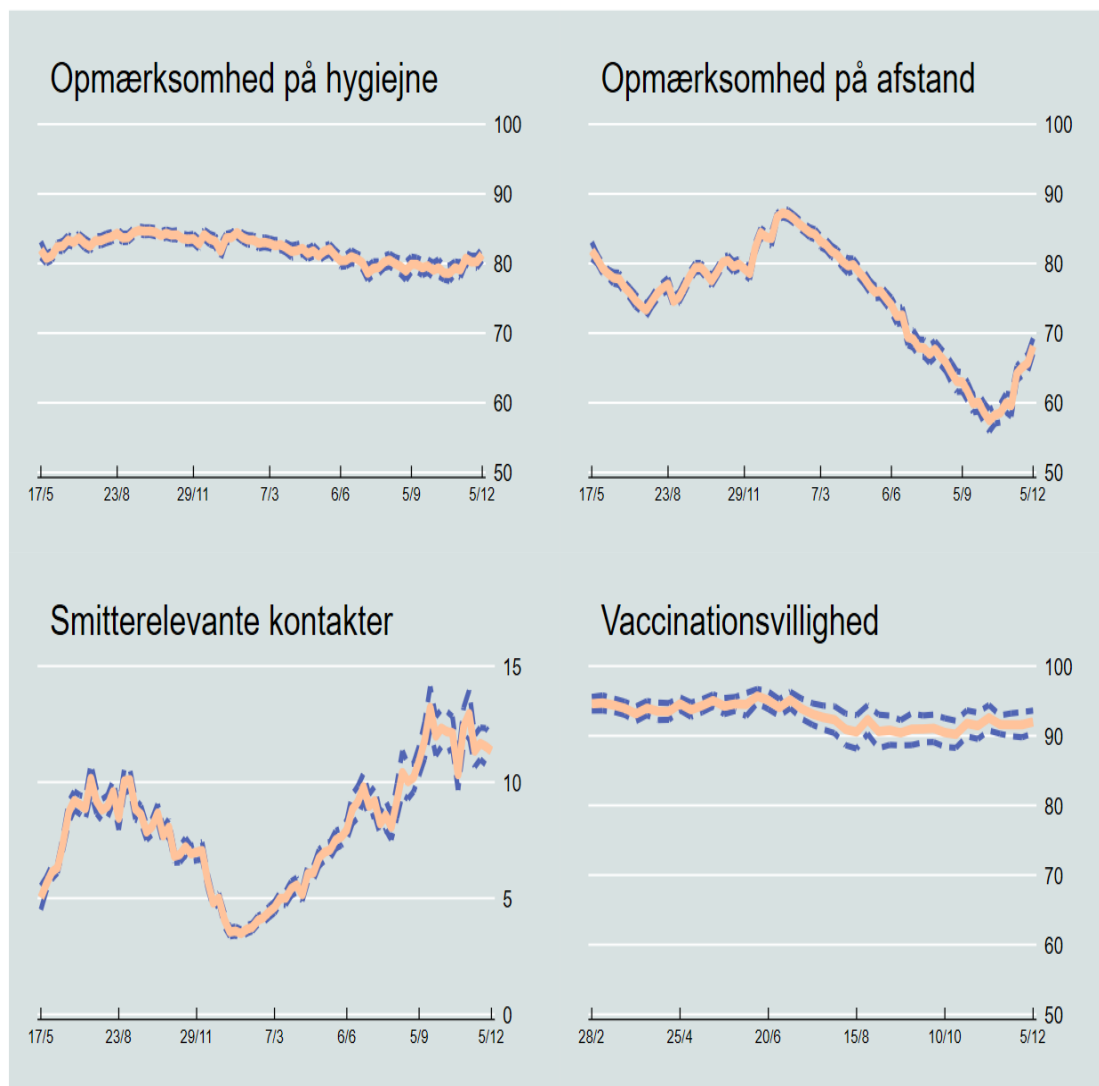 Opmærksomhed på hygiejne
100
90
80
70
60
50
17/5 23/8 29/11 7/3 6/6 5/9 5/12
Opmærksomhed på afstand
100
90
80
70
60
50
17/5 23/8 29/11 7/3 6/6 5/9 5/12
Smitterelevante kontakter
15
10
5
0
17/5 23/8 29/11 7/3 6/6 5/9 5/12
Vaccinationsvillighed
100
90
80
70
60
50
28/2 25/4 20/6 15/8 10/10 5/12